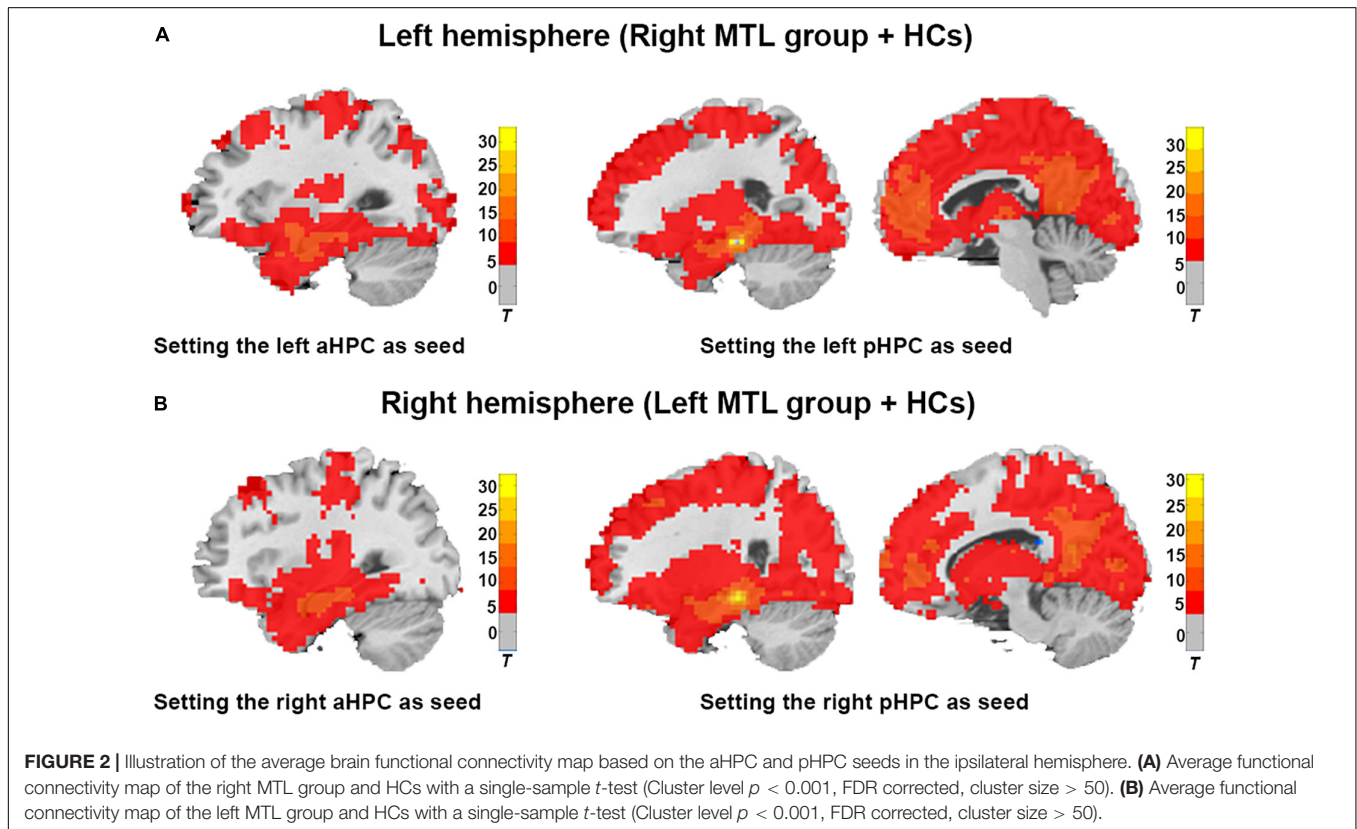 A
Left hemisphere (Right MTL group + HCs)
30
25
20
15
10
5
0
T
30
25
20
15
10
5
0
T
Setting the left aHPC as seed
Setting the left pHPC as seed
B
Right hemisphere (Left MTL group + HCs)
30
25
20
15
10
5
0
T
30
25
20
15
10
5
0
T
Setting the right aHPC as seed
Setting the right pHPC as seed
FIGURE 2 | Illustration of the average brain functional connectivity map based on the aHPC and pHPC seeds in the ipsilateral hemisphere. (A) Average functional
connectivity map of the right MTL group and HCs with a single-sample t-test (Cluster level p < 0.001, FDR corrected, cluster size > 50). (B) Average functional
connectivity map of the left MTL group and HCs with a single-sample t-test (Cluster level p < 0.001, FDR corrected, cluster size > 50).